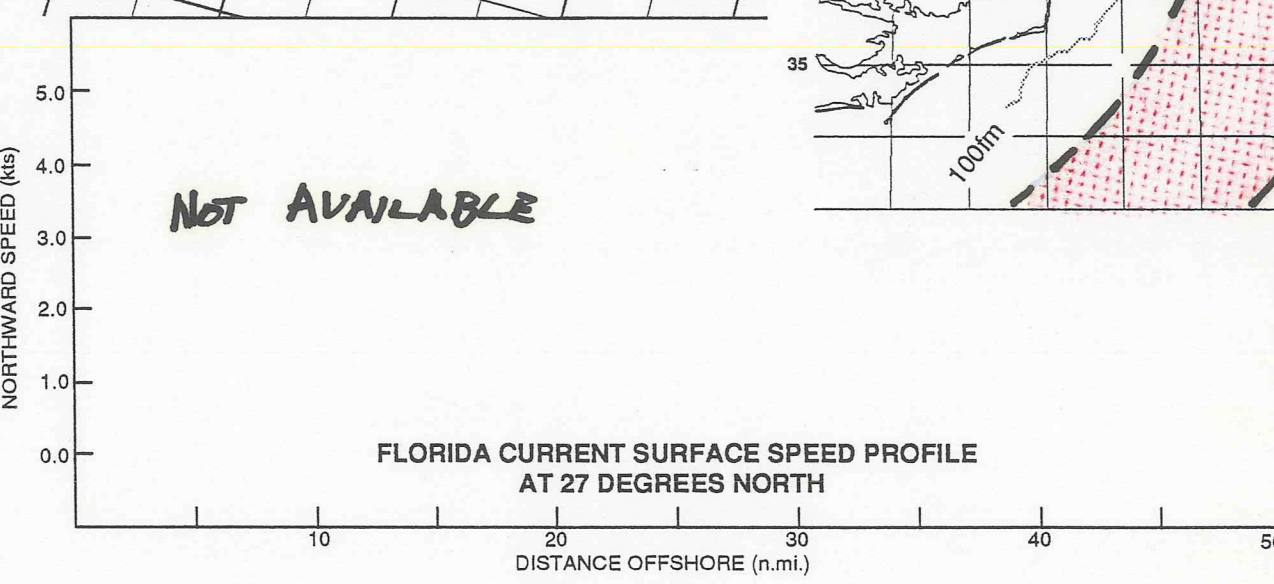 35
100fm
5.0
4.0
3.0
2.0
1.0
0.0
NORTHWARD SPEED (kts)
NOT AVAILABLE
FLORIDA CURRENT SURFACE SPEED PROFILE
AT 27 DEGREES NORTH
10 20 30 40
DISTANCE OFFSHORE (n.mi.)